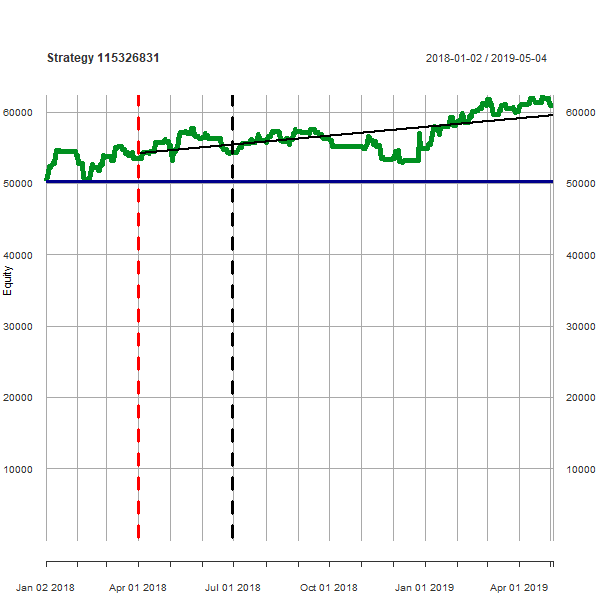 Strategy 115326831
2018-01-02 / 2019-05-04
60000
60000
50000
50000
40000
40000
30000
30000
20000
20000
10000
10000
Equity
Jan 02 2018
Apr 01 2018
Jul 01 2018
Oct 01 2018
Jan 01 2019
Apr 01 2019